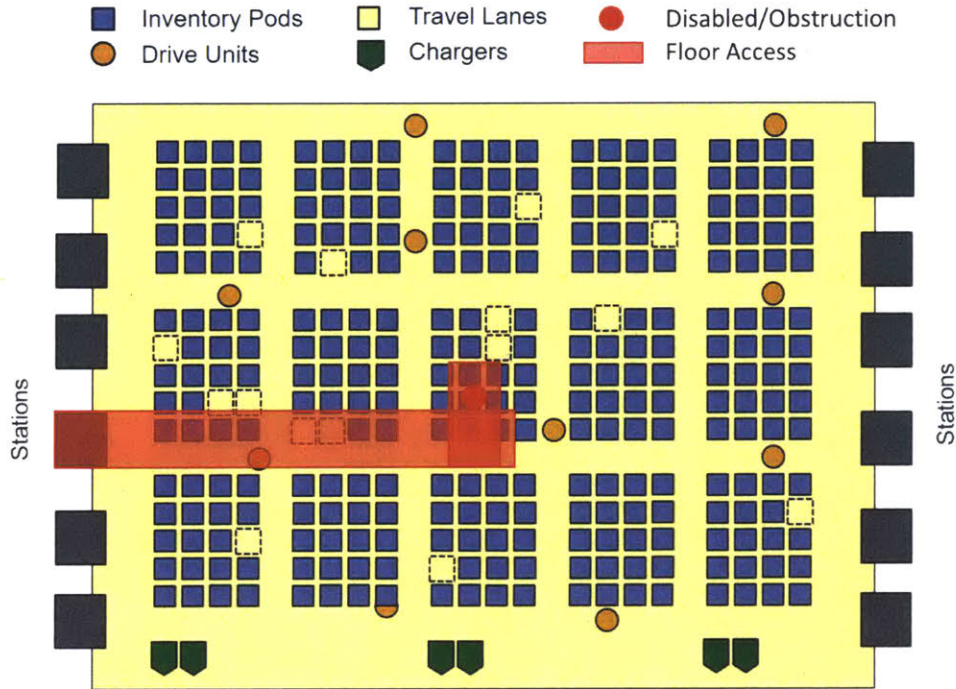 Inventory Pods
Travel Lanes
Disabled/Obstruction
Drive Units
Chargers
Floor Access
Stations
Stations